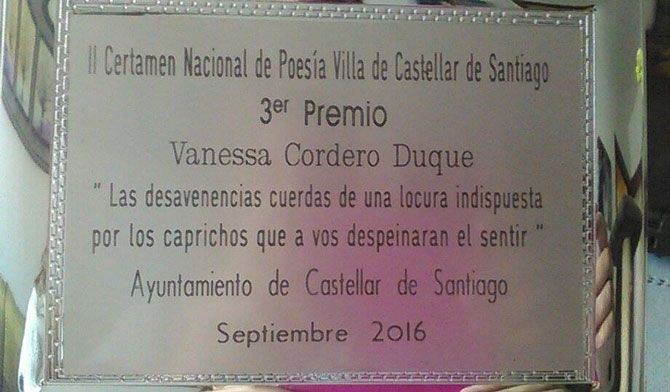 II Certamen Nacional de Poesía Villa de Castellar de Santiago
3er Premio
Vanessa Cordero Duque
" Las desavenencias cuerdas de una locura indispuesta
por los caprichos que a vos despeinaran el sentir "
Ayuntamiento de Castellar de Santiago
Septiembre 2016